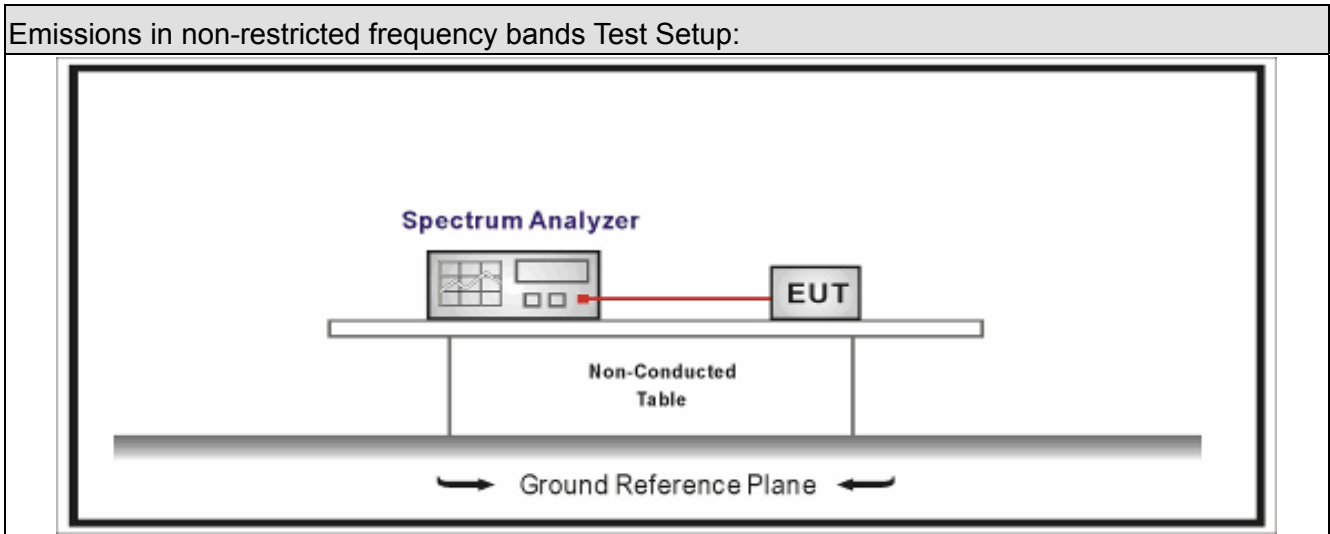 Emissions in non-restricted frequency bands Test Setup:
Spectrum Analyzer
EUT
Non-Conducted
Table
Ground Reference Plane